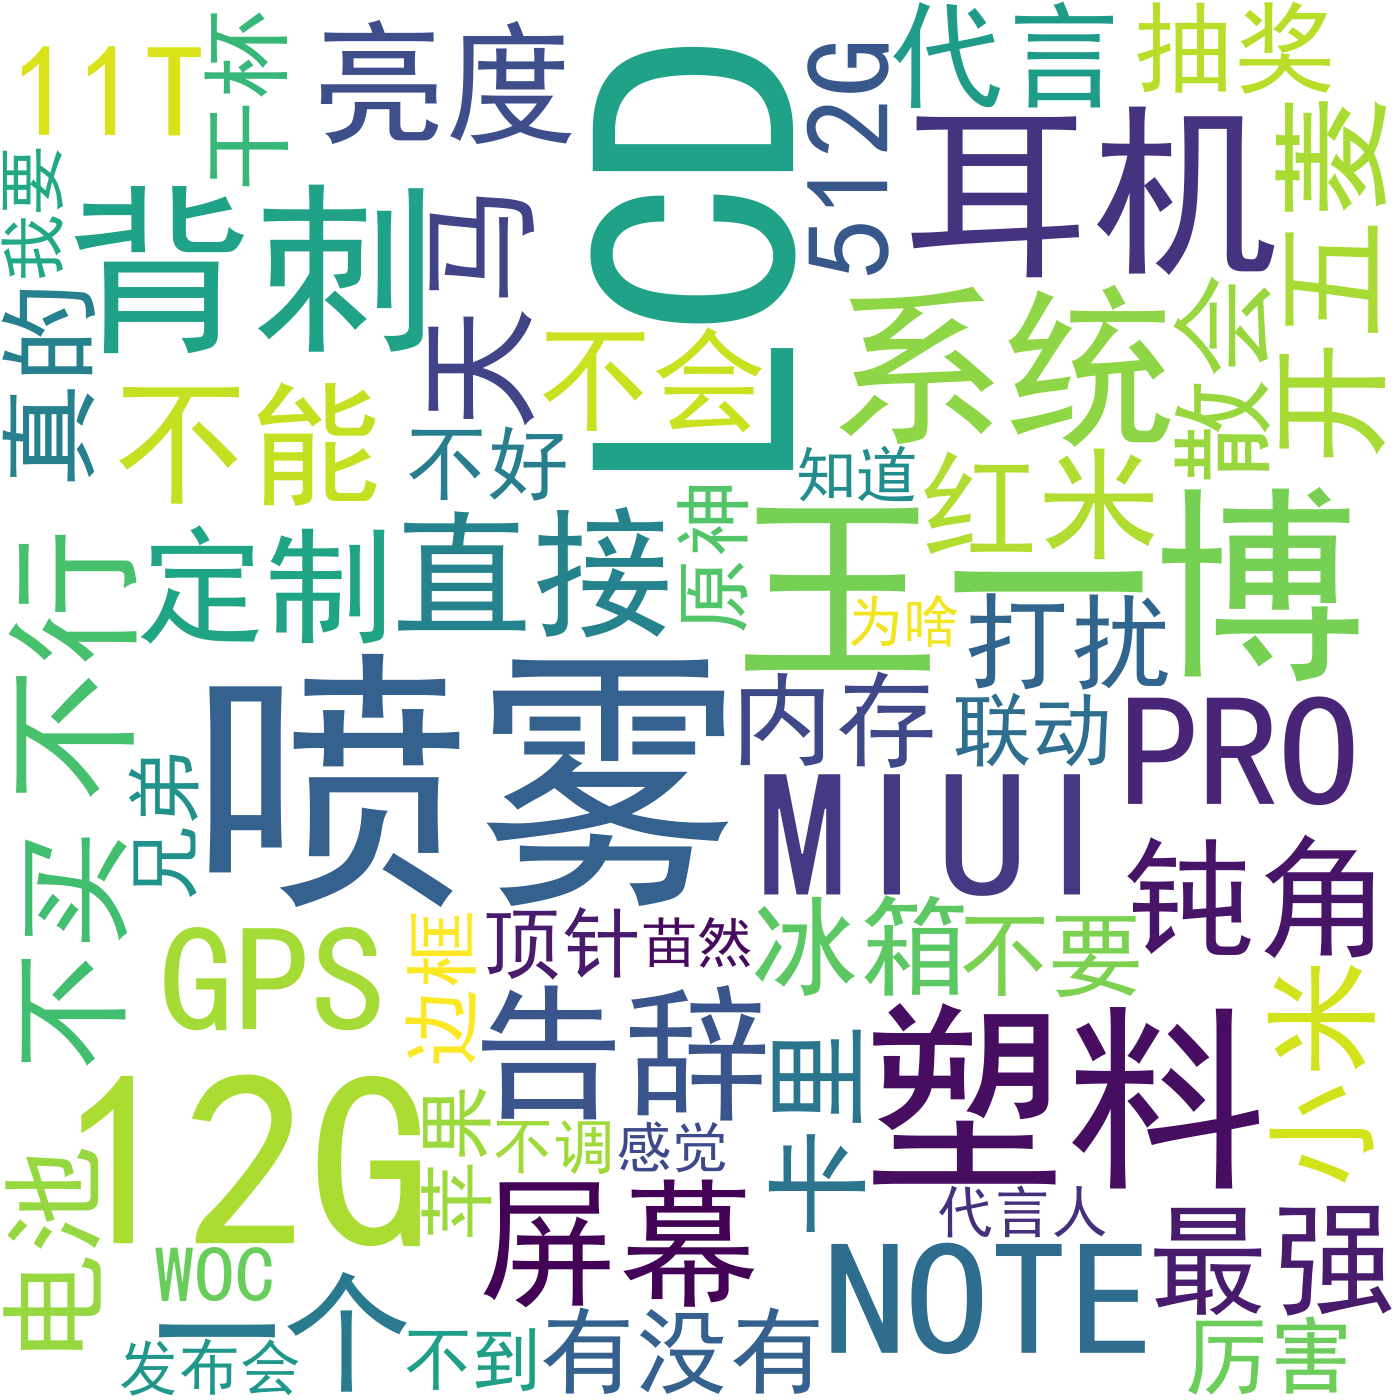 11T
干杯
亮度
LCD
512G
代言
抽奖
我要
背刺
天马
耳机
开五菱
真的
不能
不会
系统
散会
不好
知道
红米
不行
定制
直接
原神
王一博
为啥
打扰
喷雾
内存
联动
PRO
兄弟
MIUI
钝角
不买
GPS
边框
顶针
苗然
冰箱
不要
小米
告辞
塑料
12G
苹果
不调
感觉
卡里
电池
屏幕
代言人
最强
WOC
一个
NOTE
发布会
不到
有没有
厉害